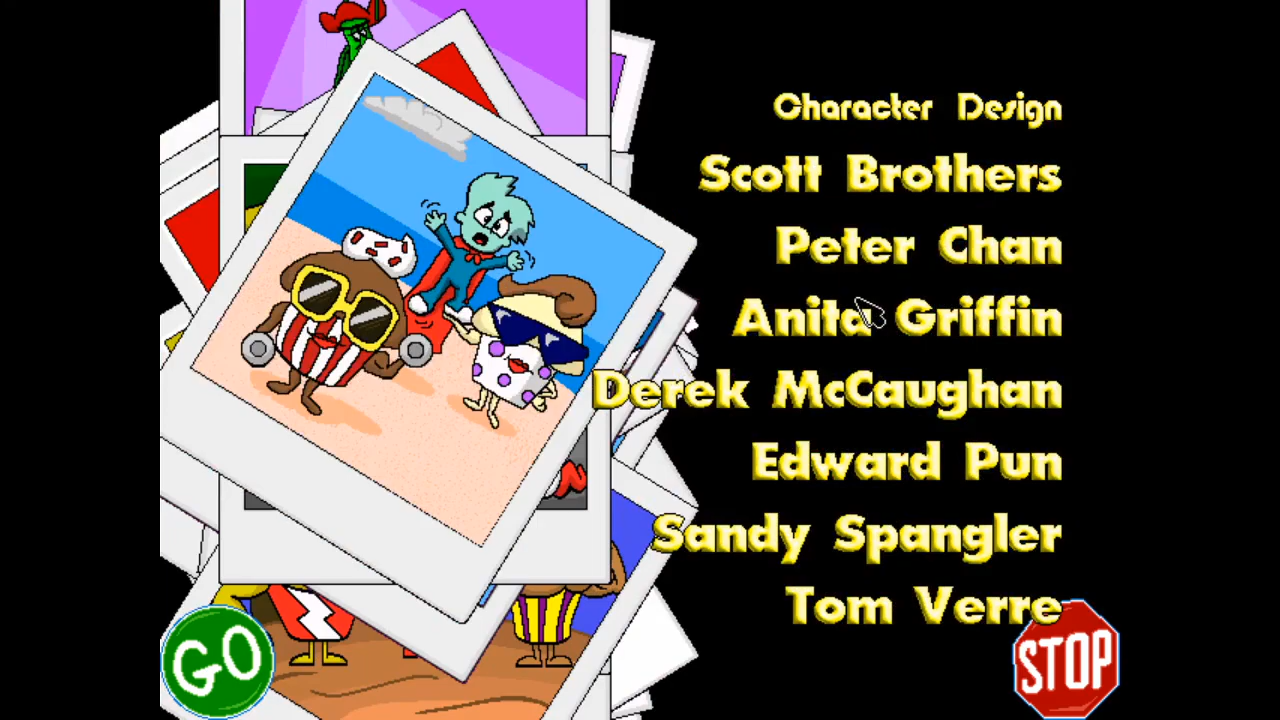 Character Design
Scott Brothers
Peter Chan
Anita Griffin
Derek McCaughan
Edward Pun
Sandy Spangler
Tom Verre
GO
STOP